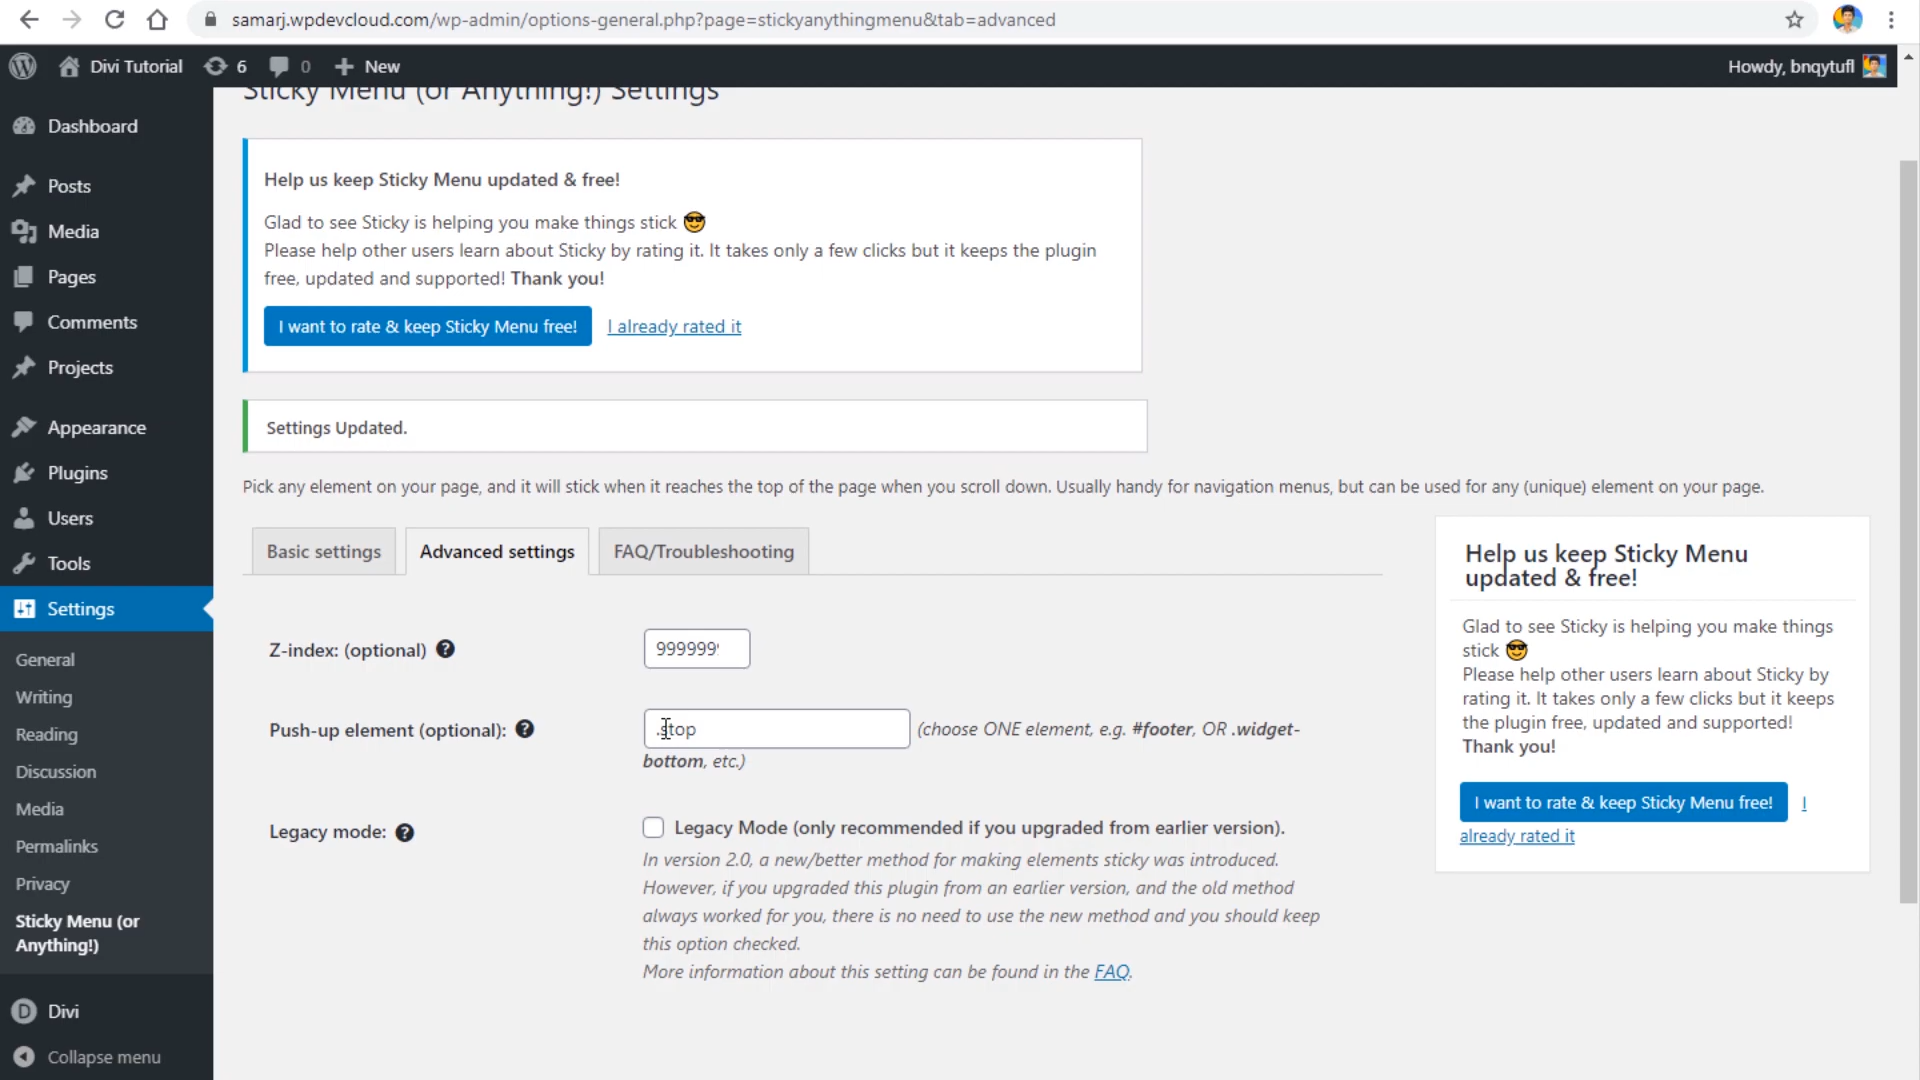 samarj.wpdevcloud.com/wp-admin/options-general.php?page=stickyanythingmenu&tab=advanced
Divi Tutorial
6
0
New
Howdy, bnqytufl
Sticky Menu (or Anything!) Settings
Dashboard
Posts
Media
Pages
Comments
Projects
Appearance
Plugins
Users
Tools
Settings
General
Writing
Reading
Discussion
Media
Permalinks
Privacy
Sticky Menu (or
Anything!)
Divi
Collapse menu
Help us keep Sticky Menu updated & free!
Glad to see Sticky is helping you make things stick
Please help other users learn about Sticky by rating it. It takes only a few clicks but it keeps the plugin
free, updated and supported! Thank you!
I want to rate & keep Sticky Menu free! I already rated it
Settings Updated.
Pick any element on your page, and it will stick when it reaches the top of the page when you scroll down. Usually handy for navigation menus, but can be used for any (unique) element on your page.
Basic settings
Advanced settings
FAQ/Troubleshooting
Z-index: (optional)
999999
Push-up element (optional):
.stop
(choose ONE element, e.g. #footer, OR .widget-
bottom, etc.)
Legacy mode:
Legacy Mode (only recommended if you upgraded from earlier version).
In version 2.0, a new/better method for making elements sticky was introduced.
However, if you upgraded this plugin from an earlier version, and the old method
always worked for you, there is no need to use the new method and you should keep
this option checked.
More information about this setting can be found in the FAQ.
Help us keep Sticky Menu
updated & free!
Glad to see Sticky is helping you make things
stick
Please help other users learn about Sticky by
rating it. It takes only a few clicks but it keeps
the plugin free, updated and supported!
Thank you!
I want to rate & keep Sticky Menu free! I
already rated it